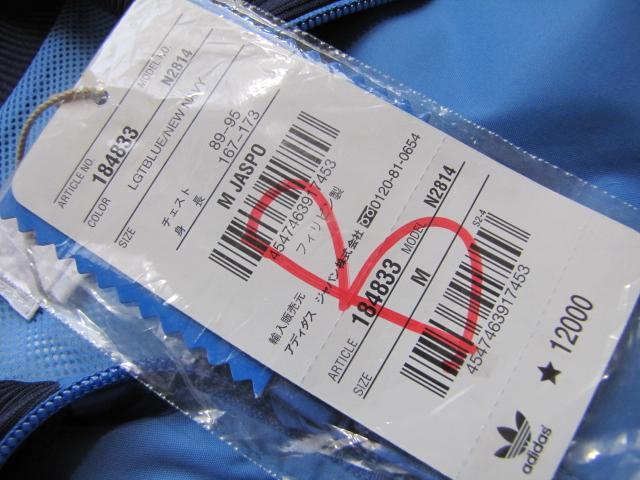 ARTICLE NO. MODEL NO.
184833 N2814
COLOR LGTBLUE/NEW NAVY
SIZE
チェスト 89-95
身長 167-173
M JASPO
4547463917453
輸入販売元 フィリピン製
アディダス ジャパン株式会社 0120-81-0654
ARTICLE 184833 MODEL N2814
SIZE M
S2-4
4547463917453
★ 12000
adidas